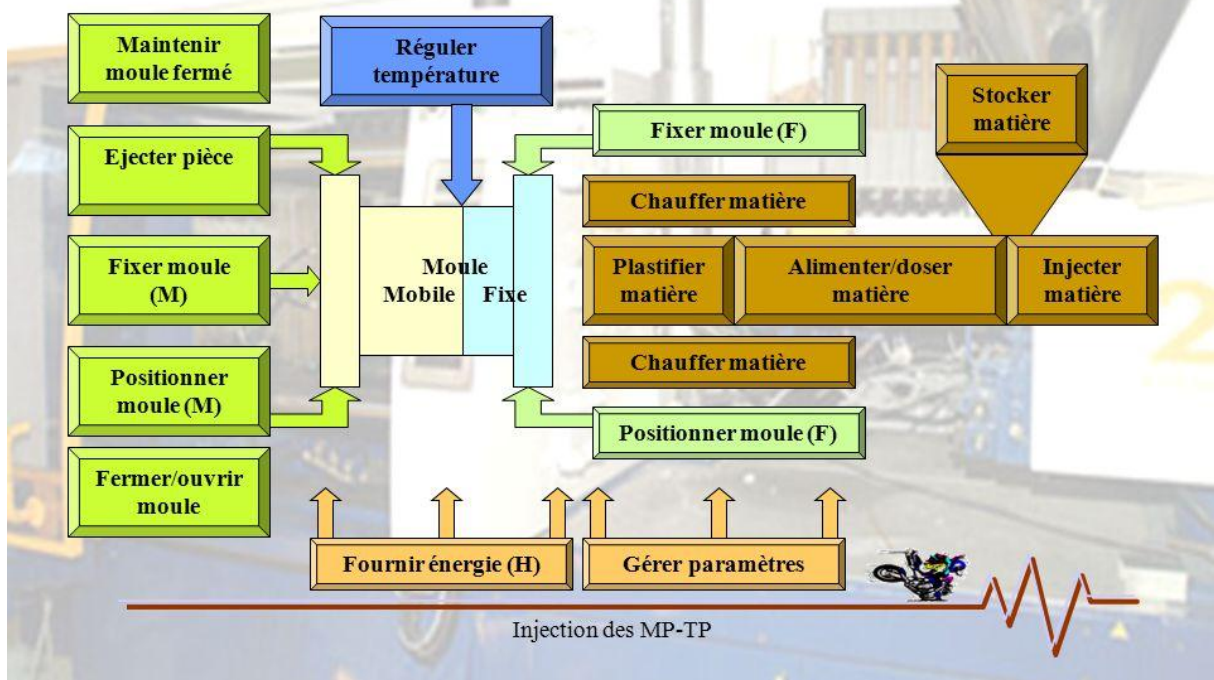 Maintenir
moule fermé
Réguler
température
Stocker
matière
Ejecter pièce
Fixer moule (F)
Chauffer matière
Fixer moule
(M)
Moule
Mobile
Fixe
Plastifier
matière
Alimenter/doser
matière
Injecter
matière
Positionner
moule (M)
Chauffer matière
Positionner moule (F)
Fermer/ouvrir
moule
Fournir énergie (H)
Gérer paramètres
Injection des MP-TP
2